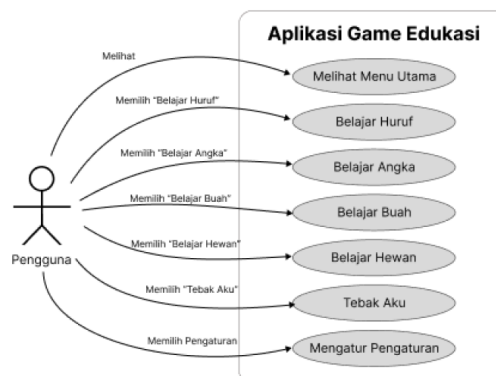 Aplikasi Game Edukasi
Melihat
Melihat Menu Utama
Memilih "Belajar Huruf"
Belajar Huruf
Memilih "Belajar Angka"
Belajar Angka
Memilih "Belajar Buah"
Belajar Buah
Pengguna
Memilih "Belajar Hewan"
Belajar Hewan
Memilih "Tebak Aku"
Tebak Aku
Memilih Pengaturan
Mengatur Pengaturan